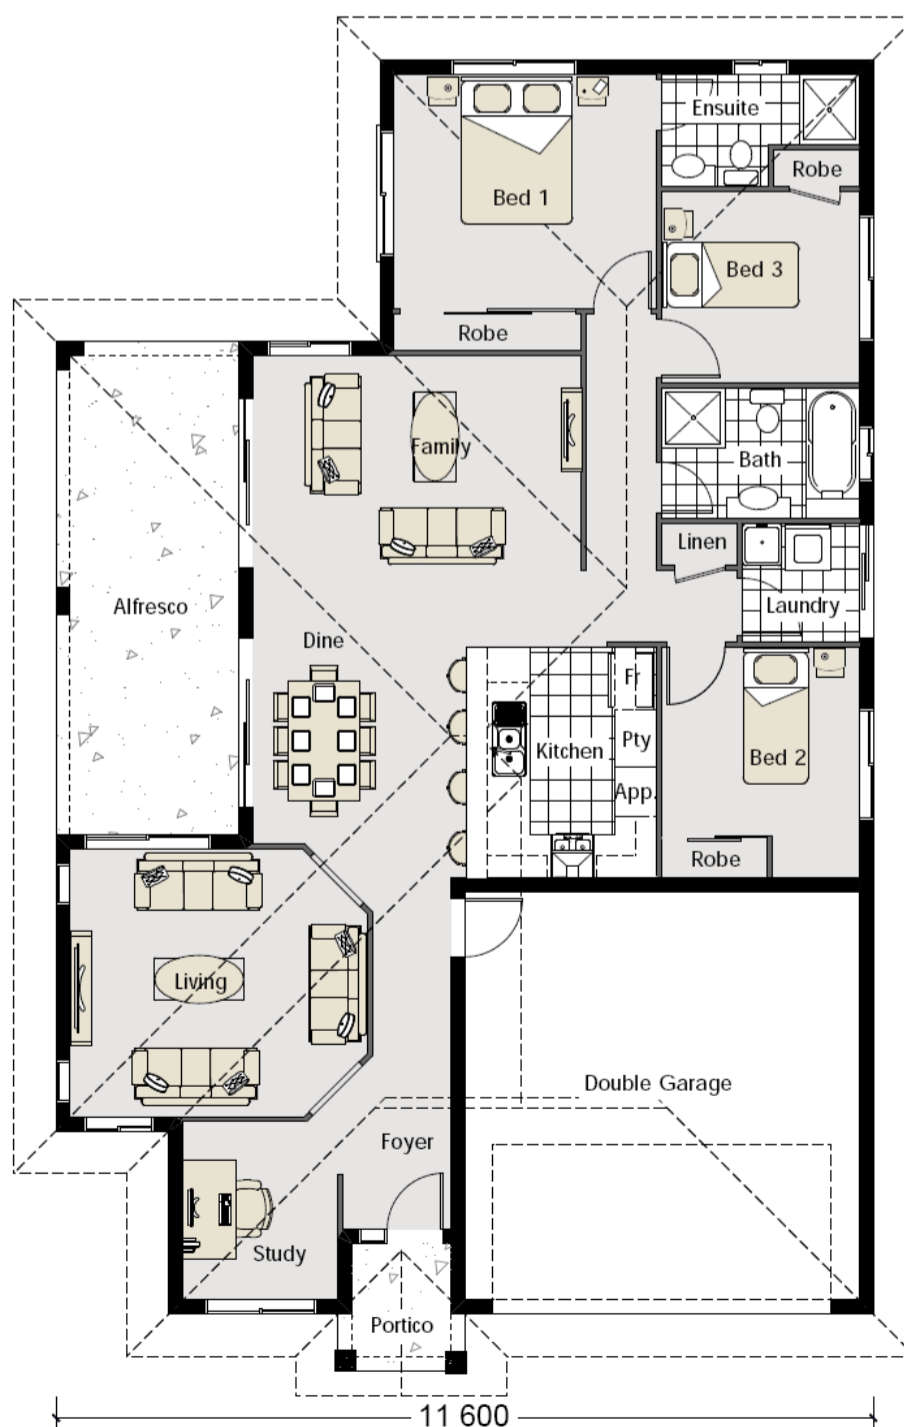 Ensuite
Robe
Bed 1
Bed 3
Robe
Family
Bath
Linen
Alfresco
Laundry
Dine
Fr
Pty
Kitchen
Bed 2
App.
Robe
Living
Double Garage
Foyer
Study
Portico
11 600